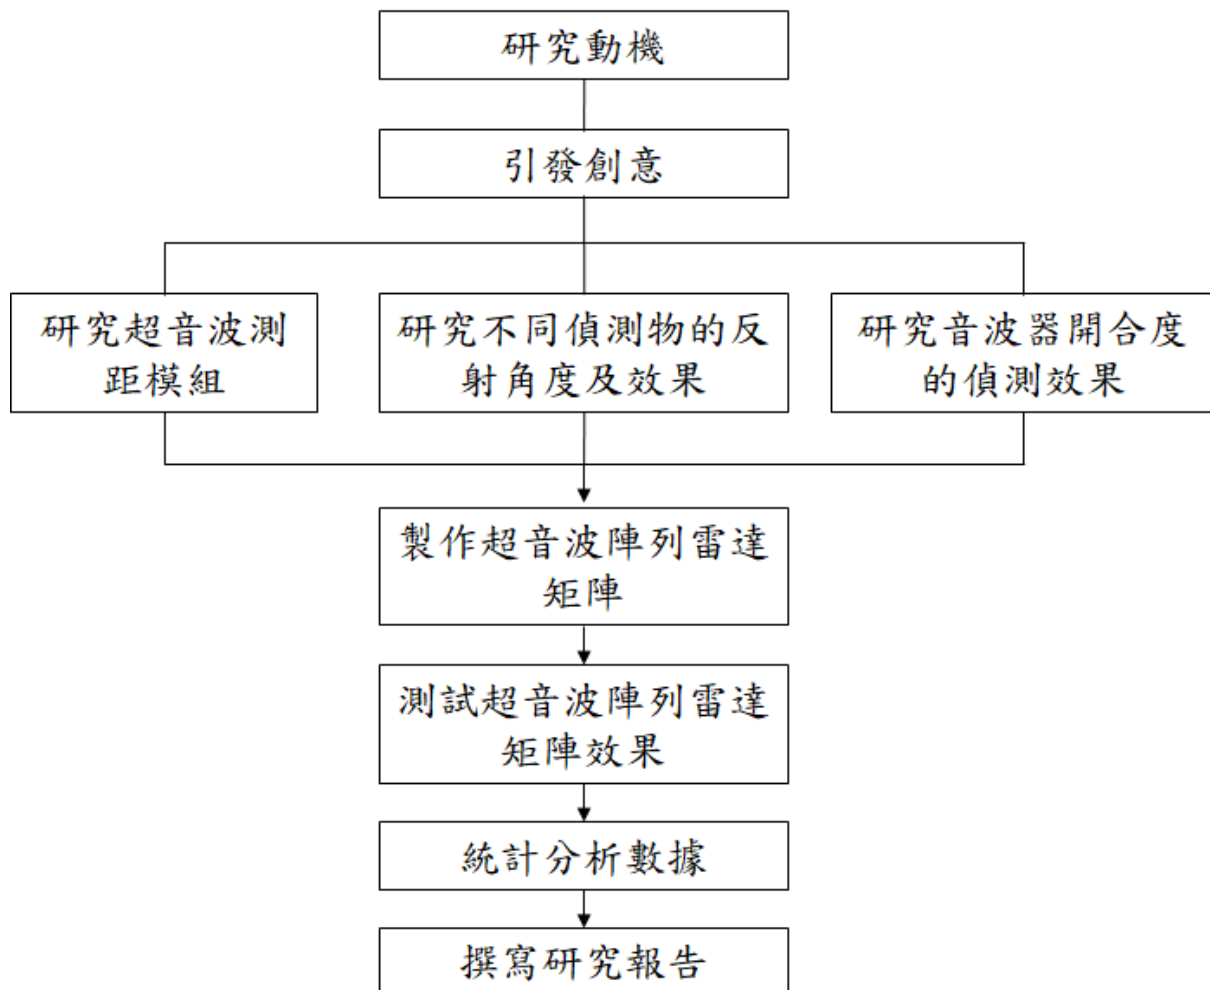 研究動機
引發創意
研究超音波測
距模組
研究不同偵測物的反
射角度及效果
研究音波器開合度
的偵測效果
製作超音波陣列雷達
矩陣
測試超音波陣列雷達
矩陣效果
統計分析數據
撰寫研究報告